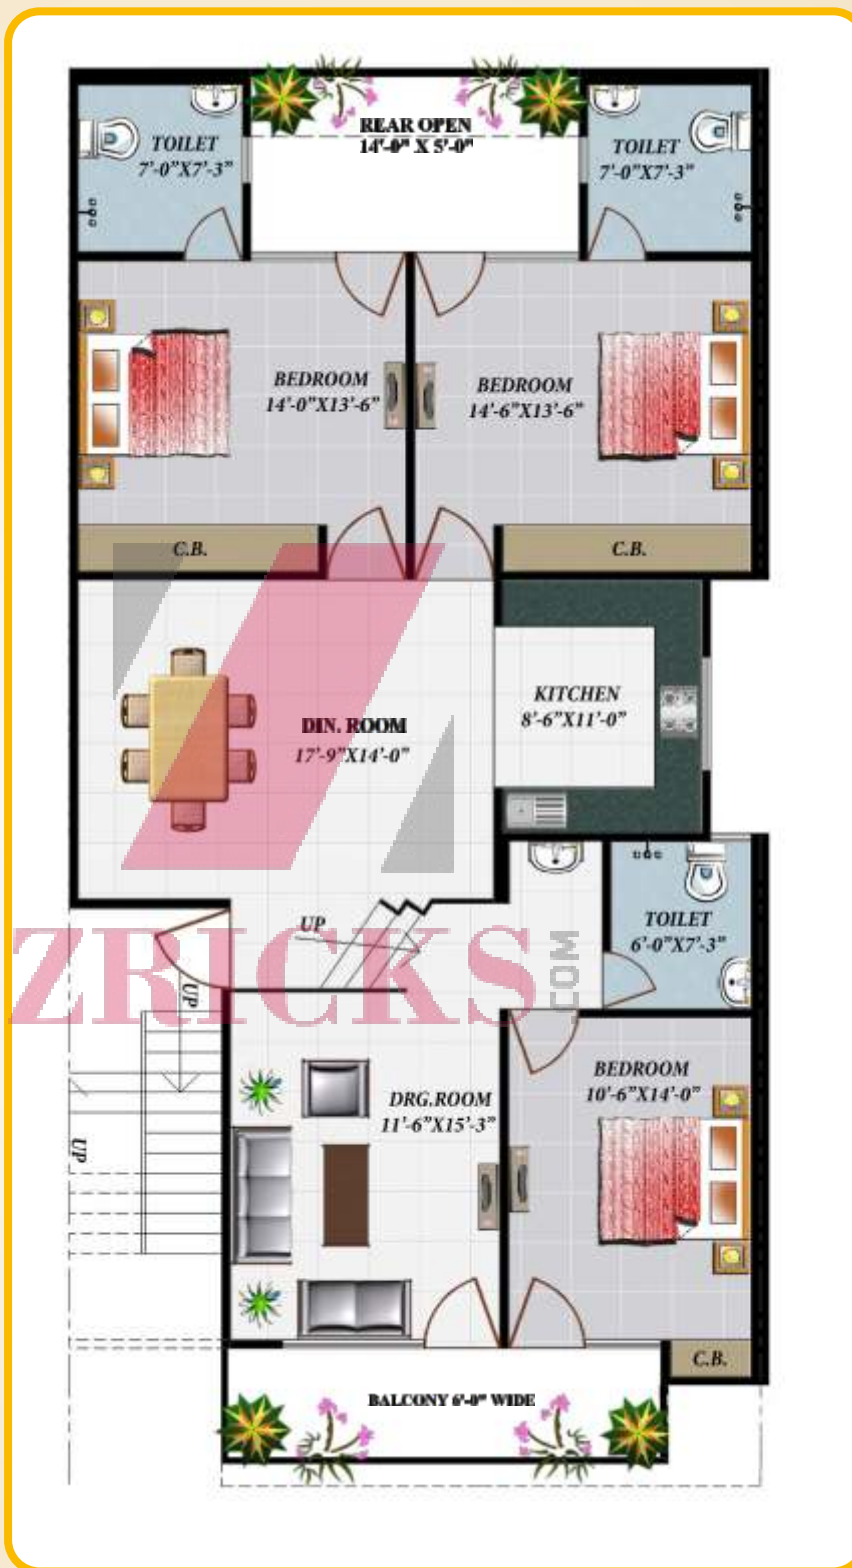 REAR OPEN
14'-0" X 5'-0"
TOILET
7'-0"X7'-3"
TOILET
7'-0"X7'-3"
BEDROOM
14'-0"X13'-6"
BEDROOM
14'-6"X13'-6"
C.B.
C.B.
DIN. ROOM
17'-9"X14'-0"
KITCHEN
8'-6"X11'-0"
UP
TOILET
6'-0"X7'-3"
ZRICKS
.COM
UP
BEDROOM
10'-6"X14'-0"
DRG.ROOM
11'-6"X15'-3"
UP
C.B.
BALCONY 6'-0" WIDE